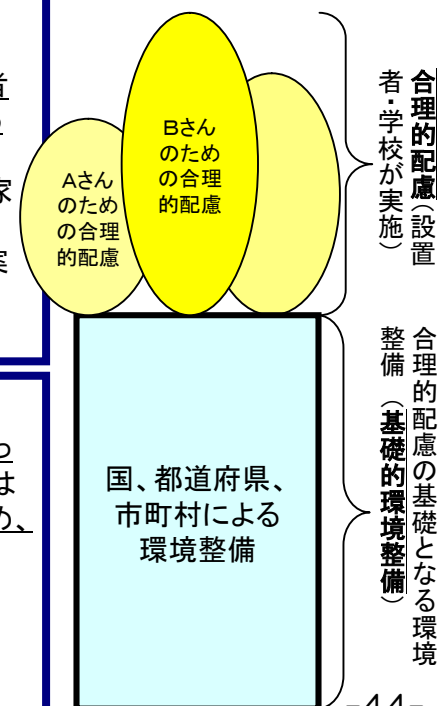 Aさん
のため
の合理
的配慮
Bさん
のため
の合理
的配慮
合理的配慮(設置
者・学校が実施)
国、都道府県、
市町村による
環境整備
合理的配慮の基礎となる環境
整備(基礎的環境整備)
-44-